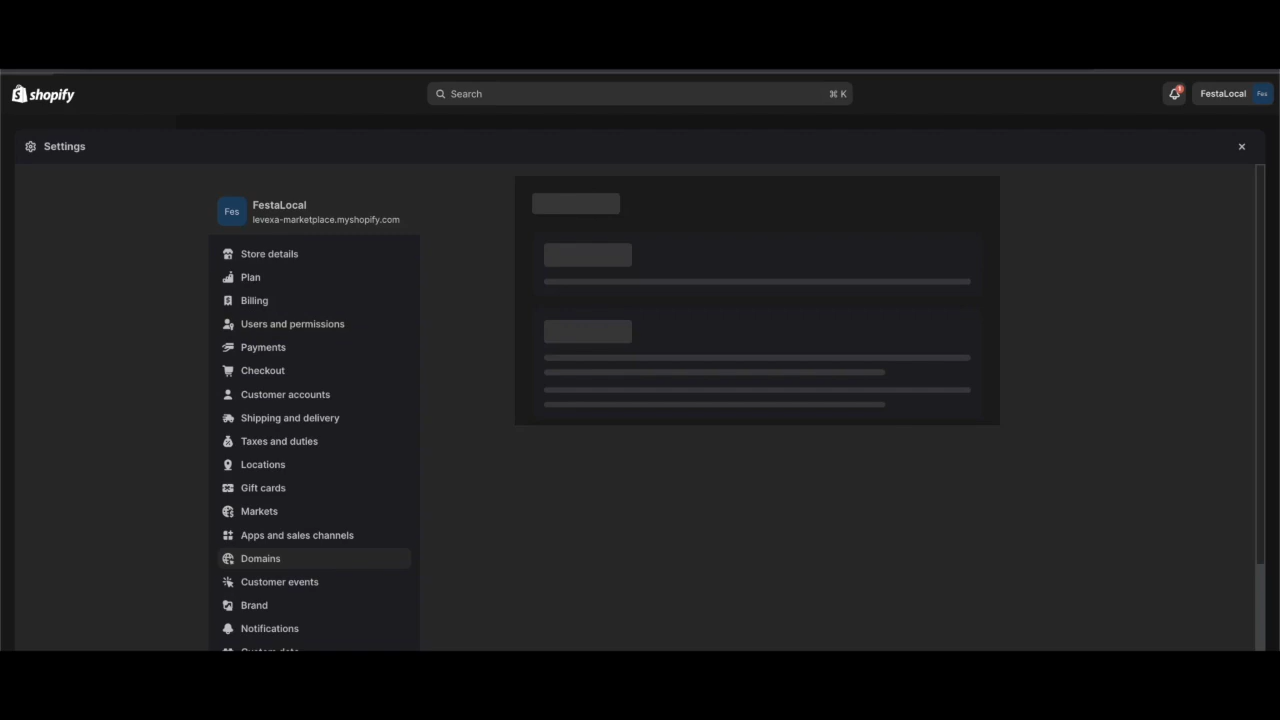 shopify
Search
⌘ K
1
FestaLocal
Fes
Settings
Fes
FestaLocal
levexa-marketplace.myshopify.com
Store details
Plan
Billing
Users and permissions
Payments
Checkout
Customer accounts
Shipping and delivery
Taxes and duties
Locations
Gift cards
Markets
Apps and sales channels
Domains
Customer events
Brand
Notifications